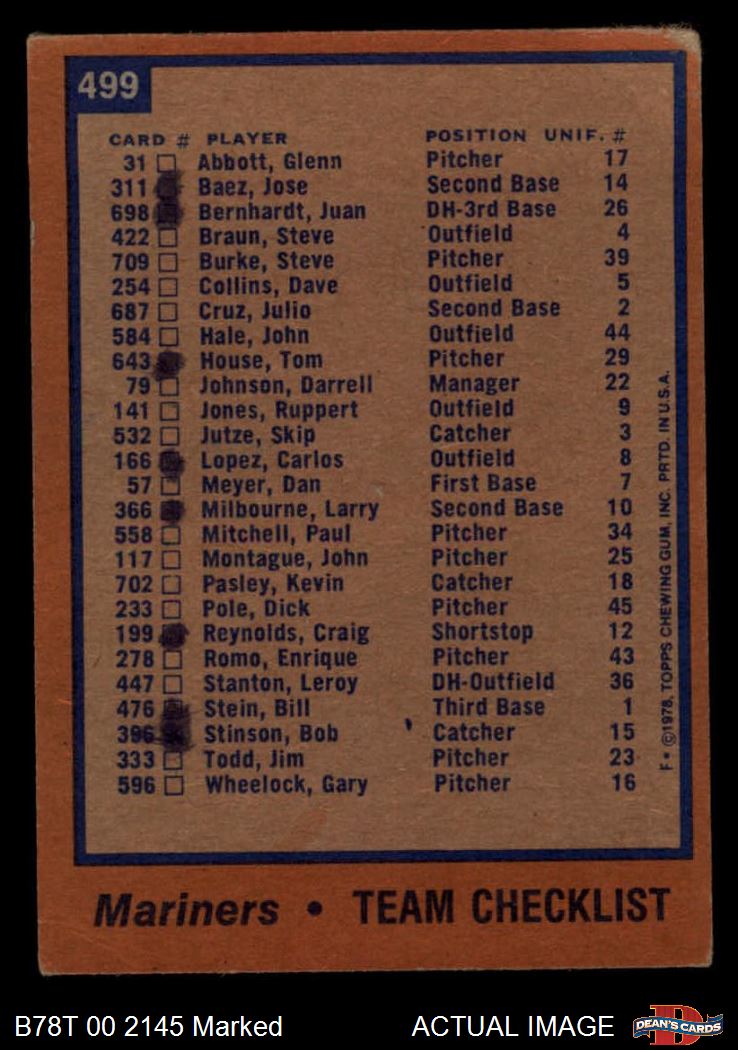 499
CARD # PLAYER POSITION UNIF. #
31 Abbott, Glenn Pitcher 17
311 Baez, Jose Second Base 14
698 Bernhardt, Juan DH-3rd Base 26
422 Braun, Steve Outfield 4
709 Burke, Steve Pitcher 39
254 Collins, Dave Outfield 5
687 Cruz, Julio Second Base 2
584 Hale, John Outfield 44
643 House, Tom Pitcher 29
79 Johnson, Darrell Manager 22
141 Jones, Ruppert Outfield 9
532 Jutze, Skip Catcher 3
166 Lopez, Carlos Outfield 8
57 Meyer, Dan First Base 7
366 Milbourne, Larry Second Base 10
558 Mitchell, Paul Pitcher 34
117 Montague, John Pitcher 25
702 Pasley, Kevin Catcher 18
233 Pole, Dick Pitcher 45
199 Reynolds, Craig Shortstop 12
278 Romo, Enrique Pitcher 43
447 Stanton, Leroy DH-Outfield 36
476 Stein, Bill Third Base 1
396 Stinson, Bob Catcher 15
333 Todd, Jim Pitcher 23
596 Wheelock, Gary Pitcher 16
F* ©1978, TOPPS CHEWING GUM, INC. PRTD. IN U.S.A.
Mariners • TEAM CHECKLIST
B78T 00 2145 Marked ACTUAL IMAGE
DEAN'S CARDS